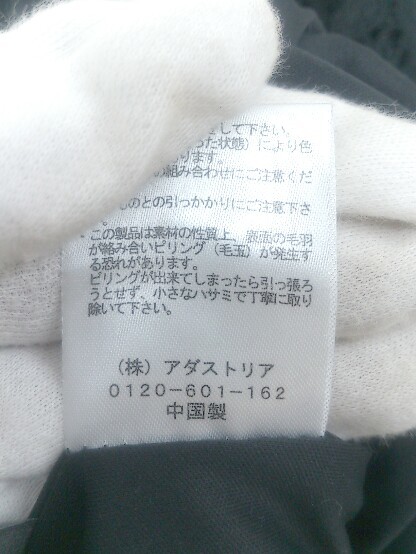 をして下さい。
った状態）により色
ります。
の組み合わせにご注意くだ
ものとの引っかかりにご注意下さ
・この製品は素材の性質上、表面の毛羽
が絡み合いピリング（毛玉）が発生す
る恐れがあります。
ピリングが出来てしまったら引っ張ろ
うとせず、小さなハサミで丁寧に取り
除いて下さい。
（株）アダストリア
0120-601-162
中国製